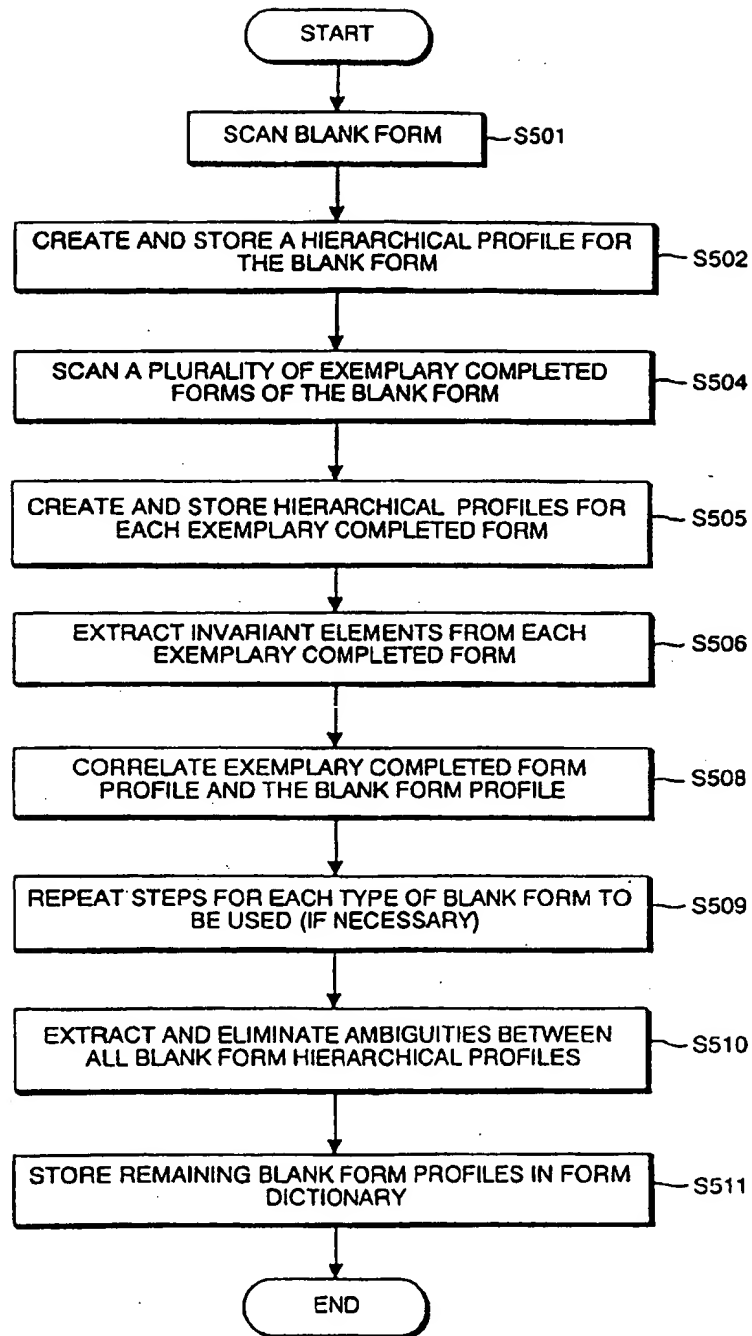 START
SCAN BLANK FORM
S501
CREATE AND STORE A HIERARCHICAL PROFILE FOR
THE BLANK FORM
S502
SCAN A PLURALITY OF EXEMPLARY COMPLETED
FORMS OF THE BLANK FORM
S504
CREATE AND STORE HIERARCHICAL PROFILES FOR
EACH EXEMPLARY COMPLETED FORM
S505
EXTRACT INVARIANT ELEMENTS FROM EACH
EXEMPLARY COMPLETED FORM
S506
CORRELATE EXEMPLARY COMPLETED FORM
PROFILE AND THE BLANK FORM PROFILE
S508
REPEAT STEPS FOR EACH TYPE OF BLANK FORM TO
BE USED (IF NECESSARY)
S509
EXTRACT AND ELIMINATE AMBIGUITIES BETWEEN
ALL BLANK FORM HIERARCHICAL PROFILES
S510
STORE REMAINING BLANK FORM PROFILES IN FORM
DICTIONARY
S511
END